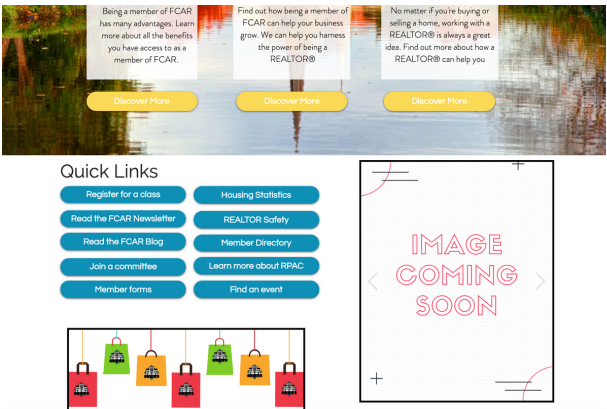 Being a member of FCAR
has many advantages. Learn
more about all the benefits
you have access to as a
member of FCAR.
Discover More
Find out how being a member of
FCAR can help your business
grow. We can help you harness
the power of being a
REALTOR®
Discover More
No matter if you're buying or
selling a home, working with a
REALTOR® is always a great
idea. Find out more about how a
REALTOR® can help you
Discover More
Quick Links
Register for a class
Housing Statistics
Read the FCAR Newsletter
REALTOR Safety
Read the FCAR Blog
Member Directory
Join a committee
Learn more about RPAC
Member forms
Find an event
IMAGE
COMING
SOON